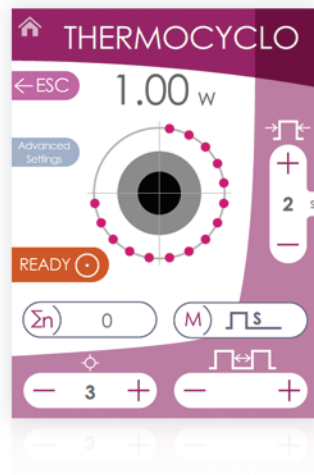 THERMOCYCLO
← ESC
1.00 W
Advanced
Settings
+
2 s
−
READY
Σn) 0
M) S
− 3 +
− +